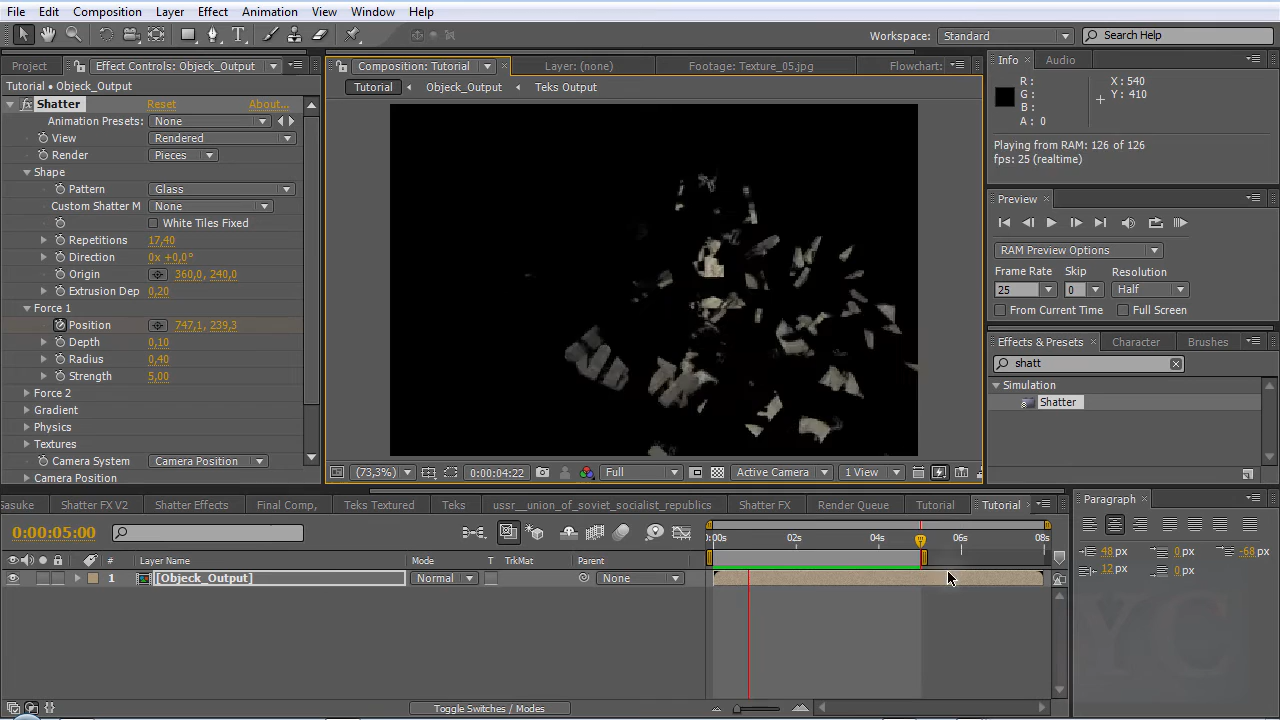 File Edit Composition Layer Effect Animation View Window Help
Workspace: Standard Search Help
Project Effect Controls: Objeck_Output
Composition: Tutorial Layer: (none) Footage: Texture_05.jpg Flowchart:
Info Audio
Tutorial • Objeck_Output
Tutorial Objeck_Output Teks Output
R: X: 540
G: Y: 410
B:
A: 0
Shatter Reset About...
Animation Presets: None
View Rendered
Render Pieces
Shape
Pattern Glass
Custom Shatter M None
White Tiles Fixed
Repetitions 17,40
Direction 0x +0,0°
Origin 360,0, 240,0
Extrusion Dep 0,20
Force 1
Position 747,1, 239,3
Depth 0,10
Radius 0,40
Strength 5,00
Force 2
Gradient
Physics
Textures
Camera System Camera Position
Camera Position
Playing from RAM: 126 of 126
fps: 25 (realtime)
Preview
RAM Preview Options
Frame Rate Skip Resolution
25 0 Half
From Current Time Full Screen
Effects & Presets Character Brushes
shatt
Simulation
Shatter
(73,3%) 0:00:04:22 Full Active Camera 1 View
sasuke Shatter FX V2 Shatter Effects Final Comp, Teks Textured Teks ussr__union_of_soviet_socialist_republics Shatter FX Render Queue Tutorial Tutorial
0:00:05:00
0:00s 02s 04s 06s 08s
# Layer Name Mode T TrkMat Parent
1 [Objeck_Output] Normal None
Toggle Switches / Modes
Paragraph
48 px 0 px -68 px
12 px 0 px
YC